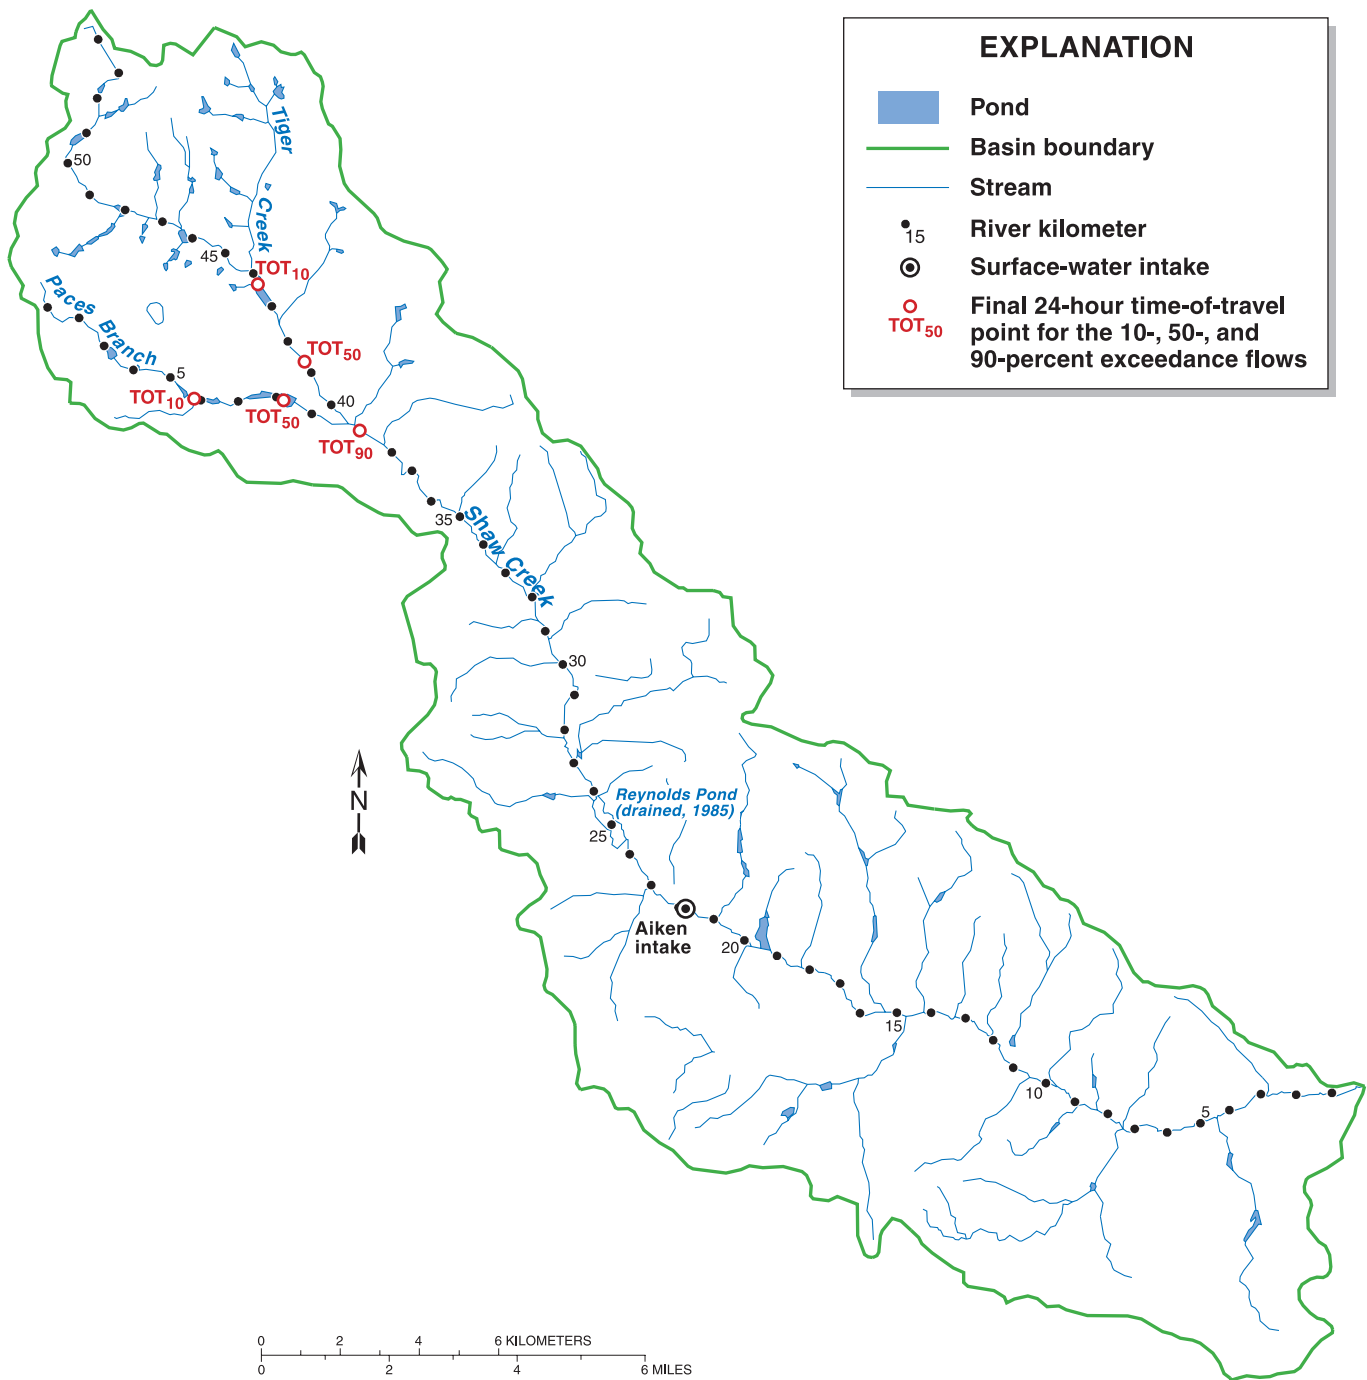 EXPLANATION
Pond
Basin boundary
Stream
15
River kilometer
Surface-water intake
TOT50
Final 24-hour time-of-travel
point for the 10-, 50-, and
90-percent exceedance flows
Tiger
Creek
50
45
TOT10
Paces
Branch
5
TOT10
TOT50
TOT50
40
TOT90
35
Shaw Creek
30
Reynolds Pond
(drained, 1985)
25
N
Aiken
intake
20
15
10
5
0 2 4 6 KILOMETERS
0 2 4 6 MILES